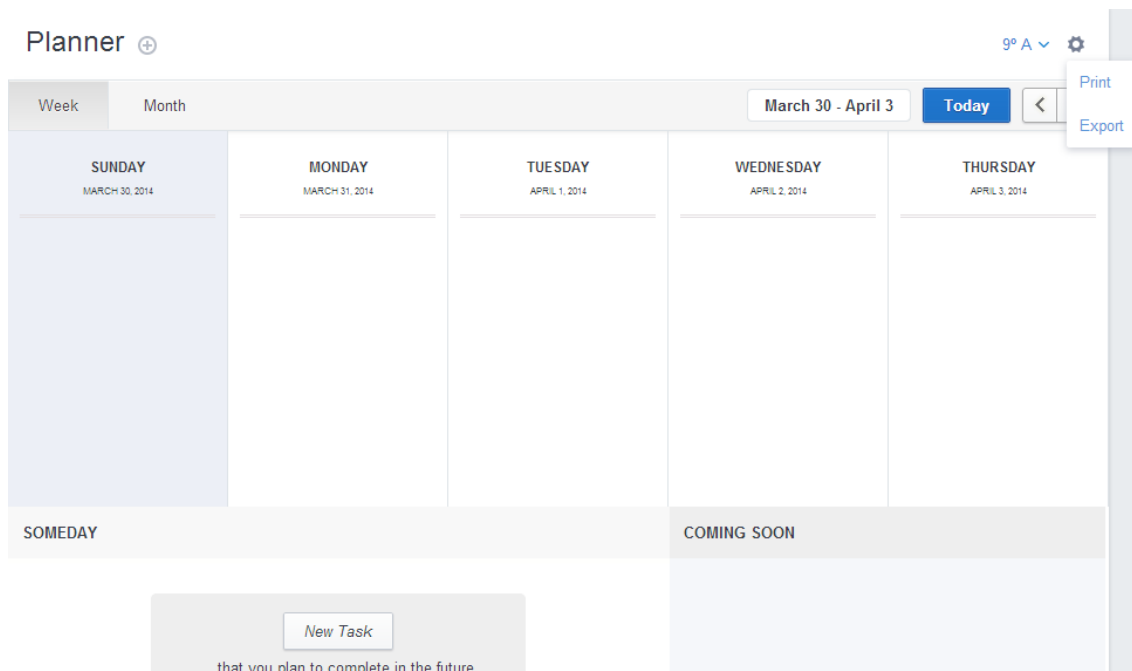 Planner
9º A
Print
Export
Week Month March 30 - April 3 Today
SUNDAY MONDAY TUESDAY WEDNESDAY THURSDAY
MARCH 30, 2014 MARCH 31, 2014 APRIL 1, 2014 APRIL 2, 2014 APRIL 3, 2014
SOMEDAY COMING SOON
New Task
that you plan to complete in the future